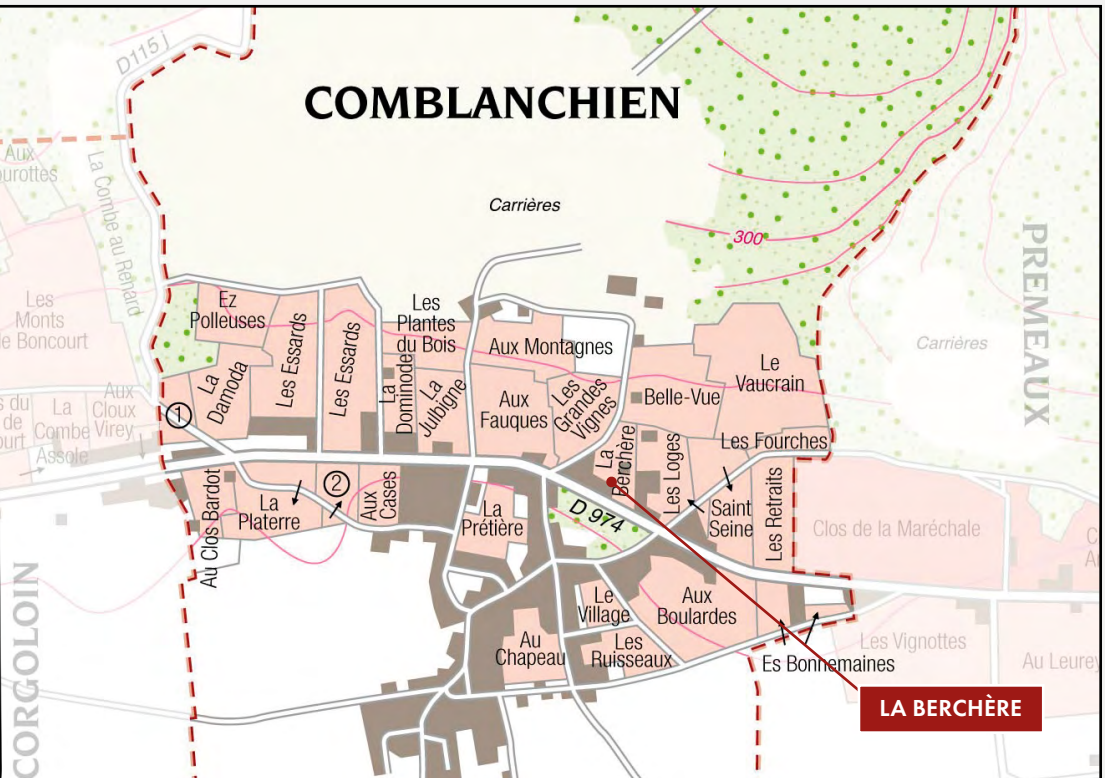 D115 j
COMBLANCHIEN
Aux
La Combe au Renard
Carrières
300
PREMEAUX
Les
Monts
de Boncourt
Ez
Polleuses
Les Essards
Les Essards
Les
Plantes
du Bois
Aux Montagnes
Carrières
Le
Vaucrain
La
Damoda
La
Dominode
La
Julbigne
Aux
Fauques
Les
Grandes
Vignes
Belle-Vue
Aux
Cloux
Virey
La
Combe
1
Assole
Les Fourches
La
Berchère
Les Loges
Au Clos Bardot
La
Platerre
2
Aux
Cases
La
Prétière
D 974
Saint
Seine
Les Retraits
Clos de la Maréchale
CORGOLOIN
Le
Village
Aux
Boulardes
Au
Chapeau
Les
Ruisseaux
Es Bonnemaines
Les Vignottes
Au Leurey
LA BERCHÈRE